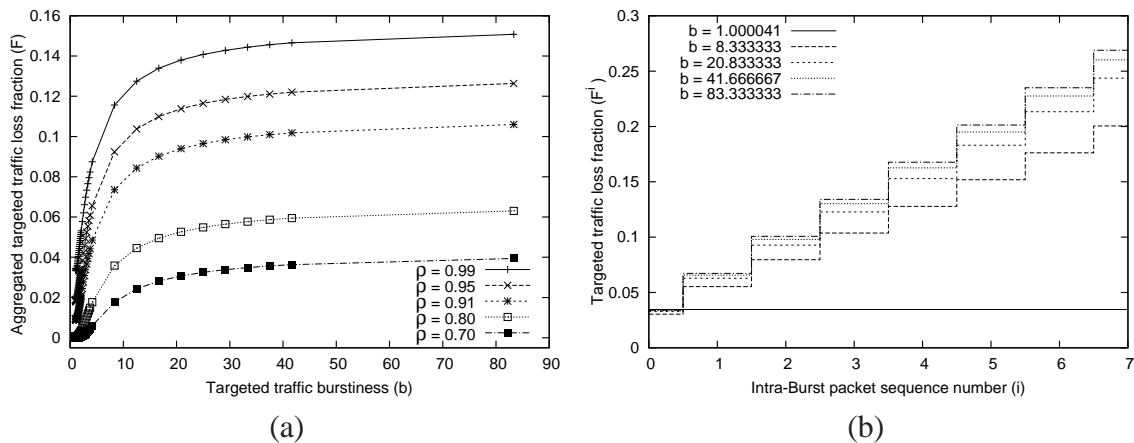 Aggregated targeted traffic loss fraction (F)
0.16
0.14
0.12
0.1
0.08
0.06
0.04
0.02
0
ρ = 0.99
ρ = 0.95
ρ = 0.91
ρ = 0.80
ρ = 0.70
0 10 20 30 40 50 60 70 80 90
Targeted traffic burstiness (b)
(a)
Targeted traffic loss fraction (Fⁱ)
0.3
0.25
0.2
0.15
0.1
0.05
0
b = 1.000041
b = 8.333333
b = 20.833333
b = 41.666667
b = 83.333333
0 1 2 3 4 5 6 7
Intra-Burst packet sequence number (i)
(b)